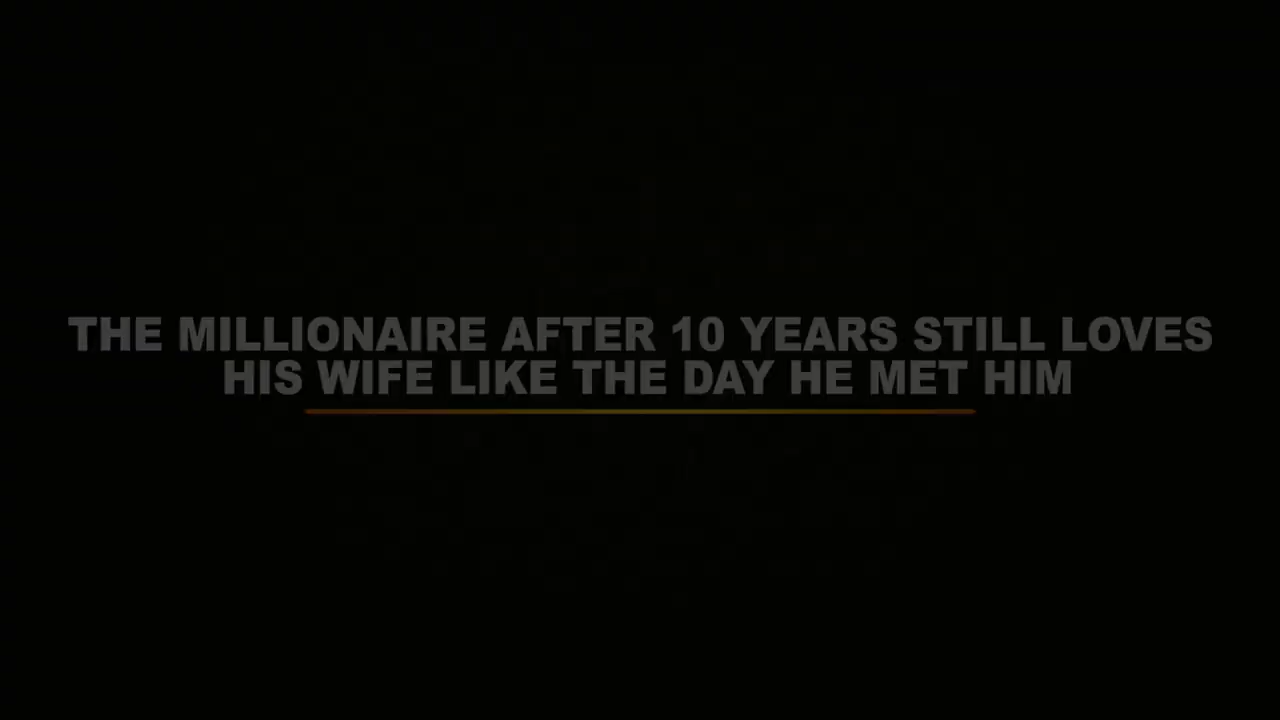 THE MILLIONAIRE AFTER 10 YEARS STILL LOVES
HIS WIFE LIKE THE DAY HE MET HIM